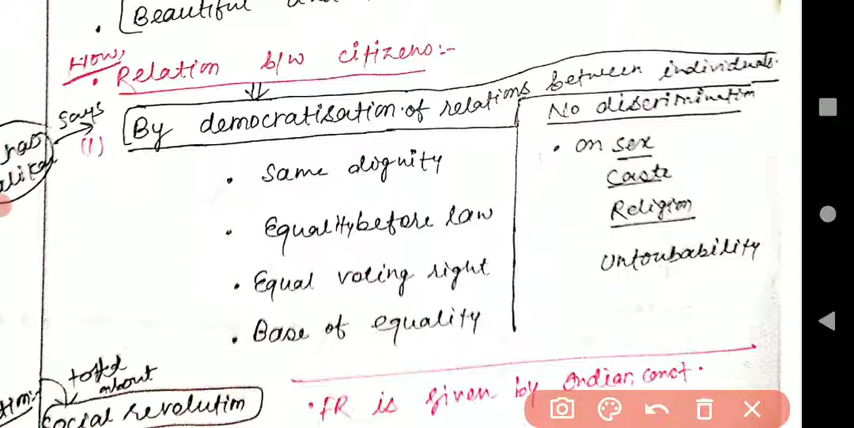 • Beautiful
How,
• Relation b/w citizens:-
says
(1)
By democratisation of relations between individuals.
No discrimination
• Same dignity
• on sex
Caste
• Equality before law
Religion
• Equal voting right
Untoubability
• Base of equality
about
social revolution
• FR is given by Indian const.